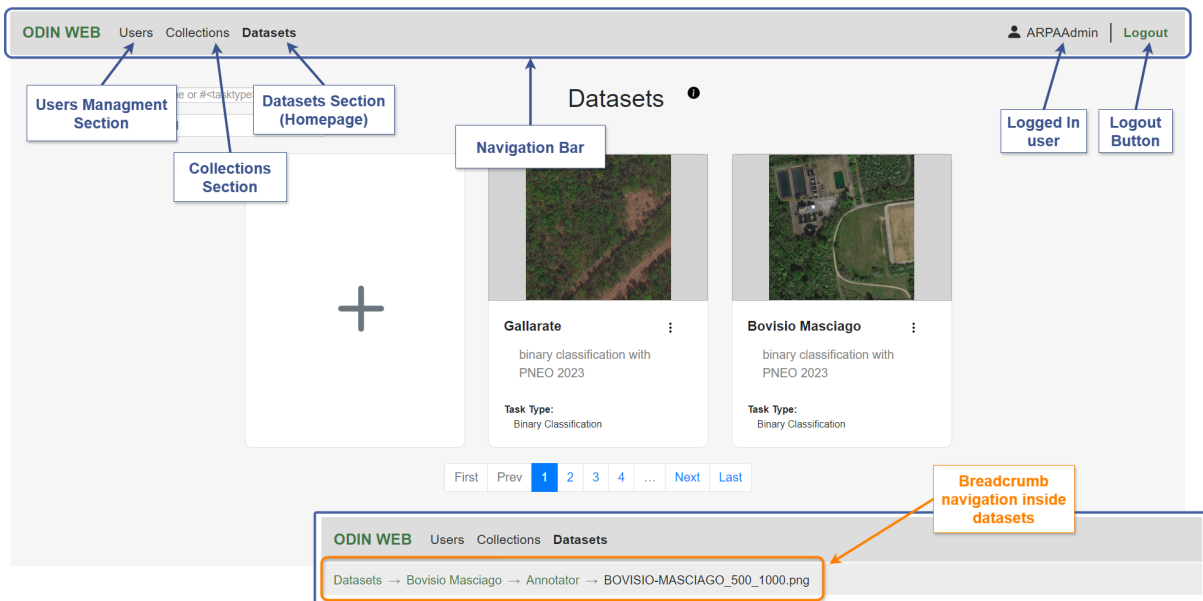 ODIN WEB Users Collections Datasets ARPAAdmin Logout
Users Managment
Section
e or #<tasktype
Datasets Section
(Homepage)
Datasets
Logged In
user
Logout
Button
Navigation Bar
Collections
Section
Gallarate
binary classification with
PNEO 2023
Task Type:
Binary Classification
Bovisio Masciago
binary classification with
PNEO 2023
Task Type:
Binary Classification
First Prev 1 2 3 4 ... Next Last
Breadcrumb
navigation inside
datasets
ODIN WEB Users Collections Datasets
Datasets → Bovisio Masciago → Annotator → BOVISIO-MASCIAGO_500_1000.png